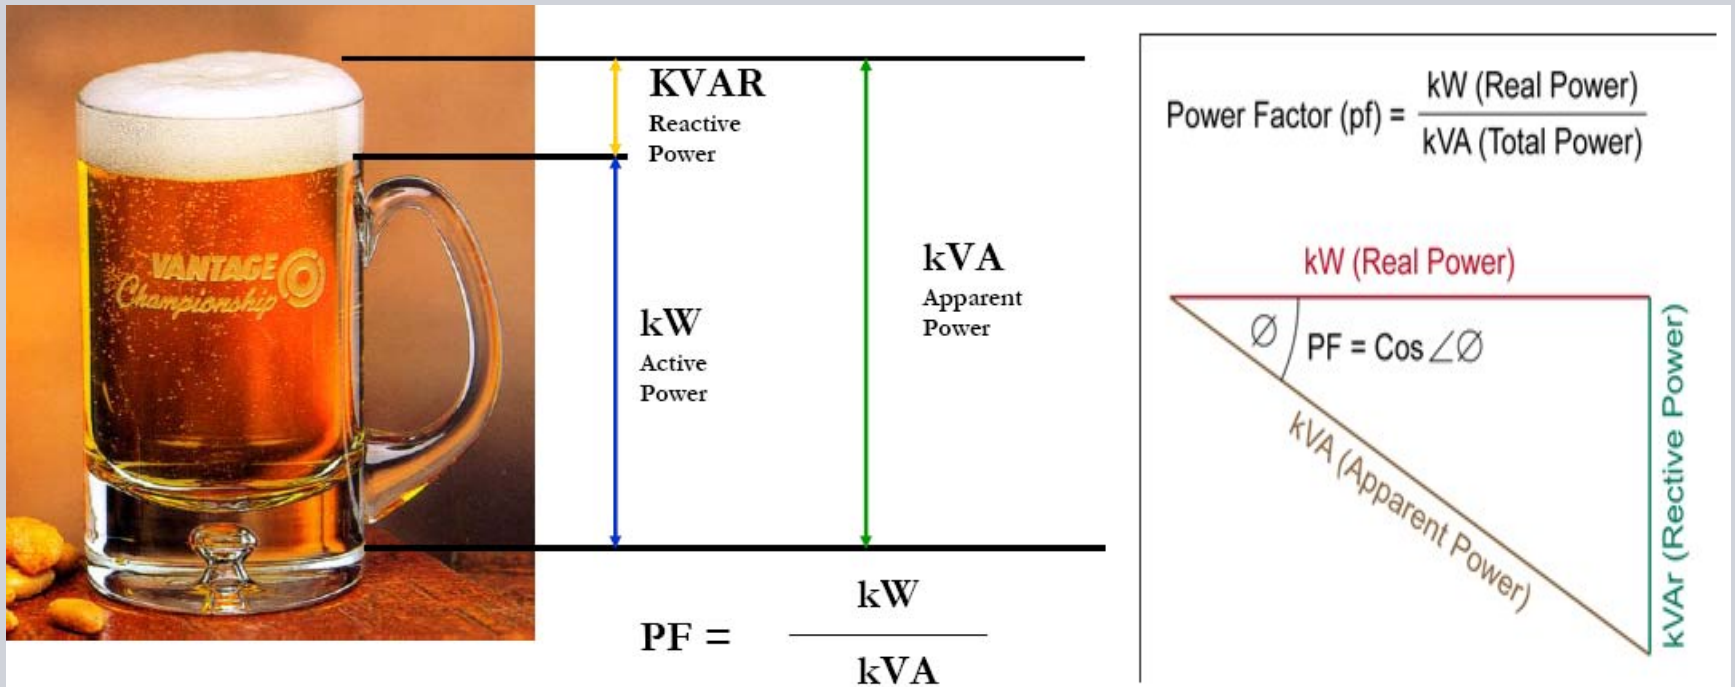 VANTAGE
Championship
KVAR
Reactive
Power
kW
Active
Power
kVA
Apparent
Power
PF =
kW
kVA
Power Factor (pf) =
kW (Real Power)
kVA (Total Power)
kW (Real Power)
Ø
PF = Cos ∠Ø
kVA (Apparent Power)
kVAr (Rective Power)